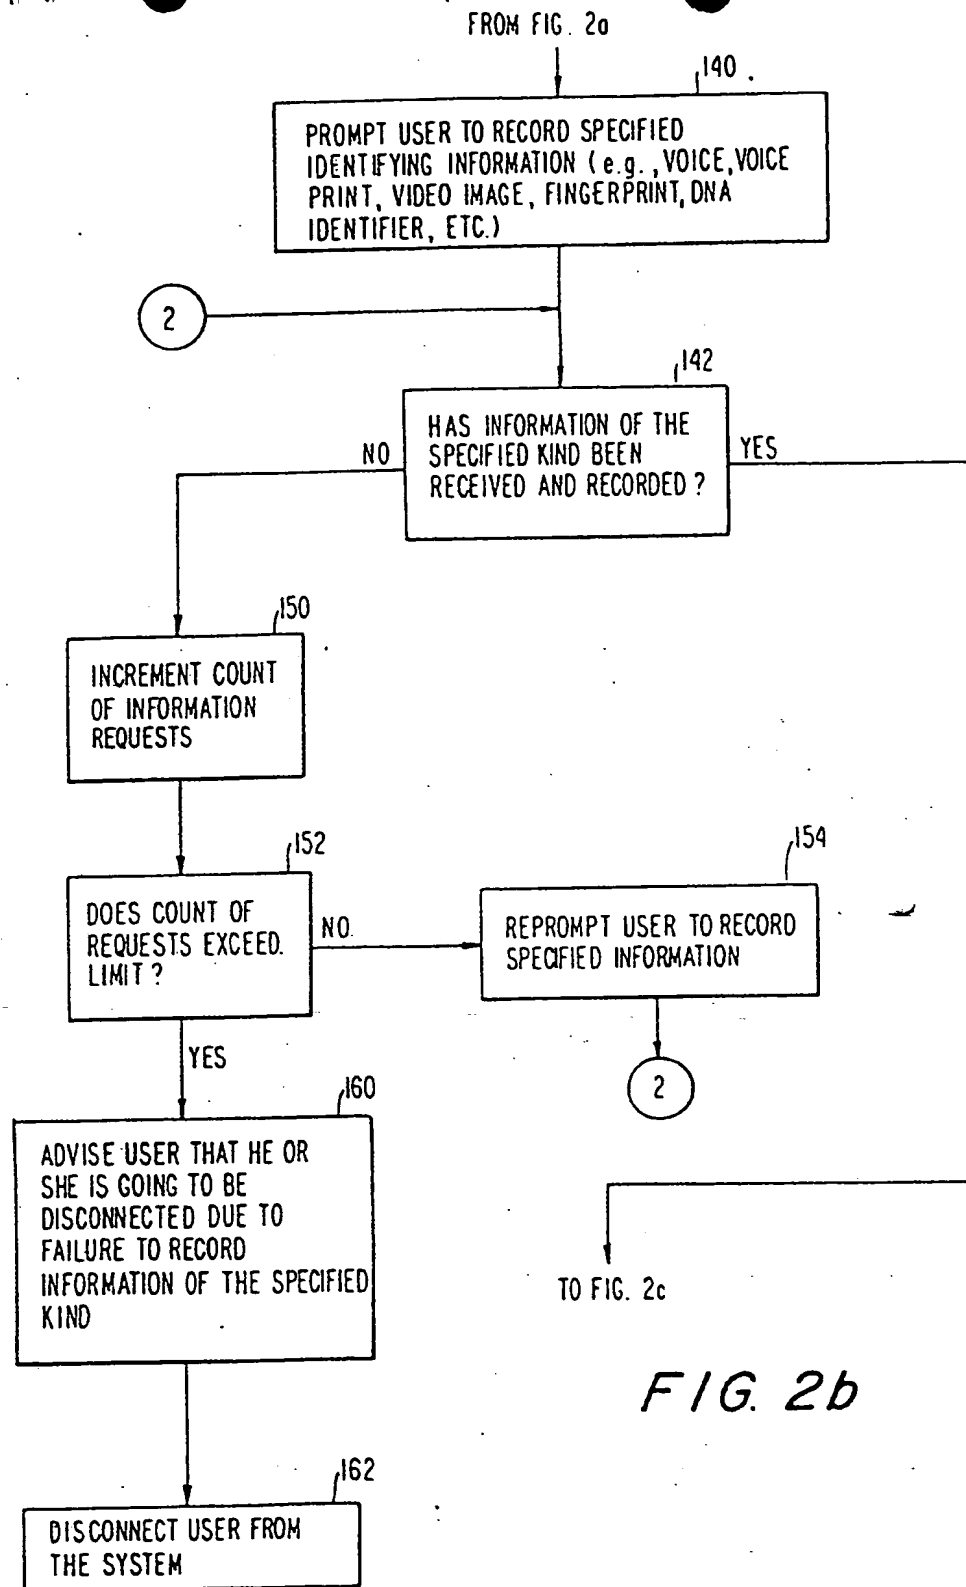 FROM FIG. 2a
140
PROMPT USER TO RECORD SPECIFIED
IDENTIFYING INFORMATION (e.g., VOICE, VOICE
PRINT, VIDEO IMAGE, FINGERPRINT, DNA
IDENTIFIER, ETC.)
2
142
HAS INFORMATION OF THE
SPECIFIED KIND BEEN
RECEIVED AND RECORDED?
NO
YES
150
INCREMENT COUNT
OF INFORMATION
REQUESTS
152
DOES COUNT OF
REQUESTS EXCEED
LIMIT?
NO
154
REPROMPT USER TO RECORD
SPECIFIED INFORMATION
YES
2
160
ADVISE USER THAT HE OR
SHE IS GOING TO BE
DISCONNECTED DUE TO
FAILURE TO RECORD
INFORMATION OF THE SPECIFIED
KIND
TO FIG. 2c
FIG. 2b
162
DISCONNECT USER FROM
THE SYSTEM